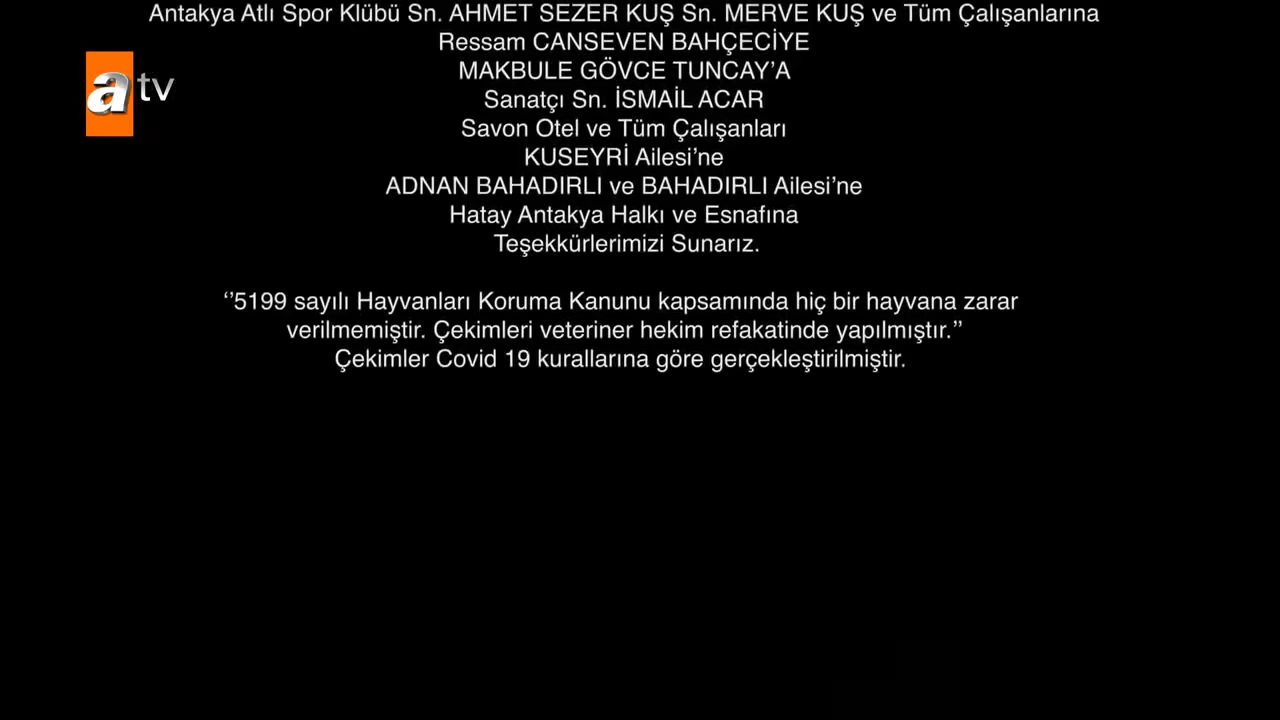 Antakya Atlı Spor Klübü Sn. AHMET SEZER KUŞ Sn. MERVE KUŞ ve Tüm Çalışanlarına
Ressam CANSEVEN BAHÇECİYE
MAKBULE GÖVCE TUNCAY’A
atv
Sanatçı Sn. İSMAİL ACAR
Savon Otel ve Tüm Çalışanları
KUSEYRİ Ailesi’ne
ADNAN BAHADIRLI ve BAHADIRLI Ailesi’ne
Hatay Antakya Halkı ve Esnafına
Teşekkürlerimizi Sunarız.
‘’5199 sayılı Hayvanları Koruma Kanunu kapsamında hiç bir hayvana zarar
verilmemiştir. Çekimleri veteriner hekim refakatinde yapılmıştır.’’
Çekimler Covid 19 kurallarına göre gerçekleştirilmiştir.